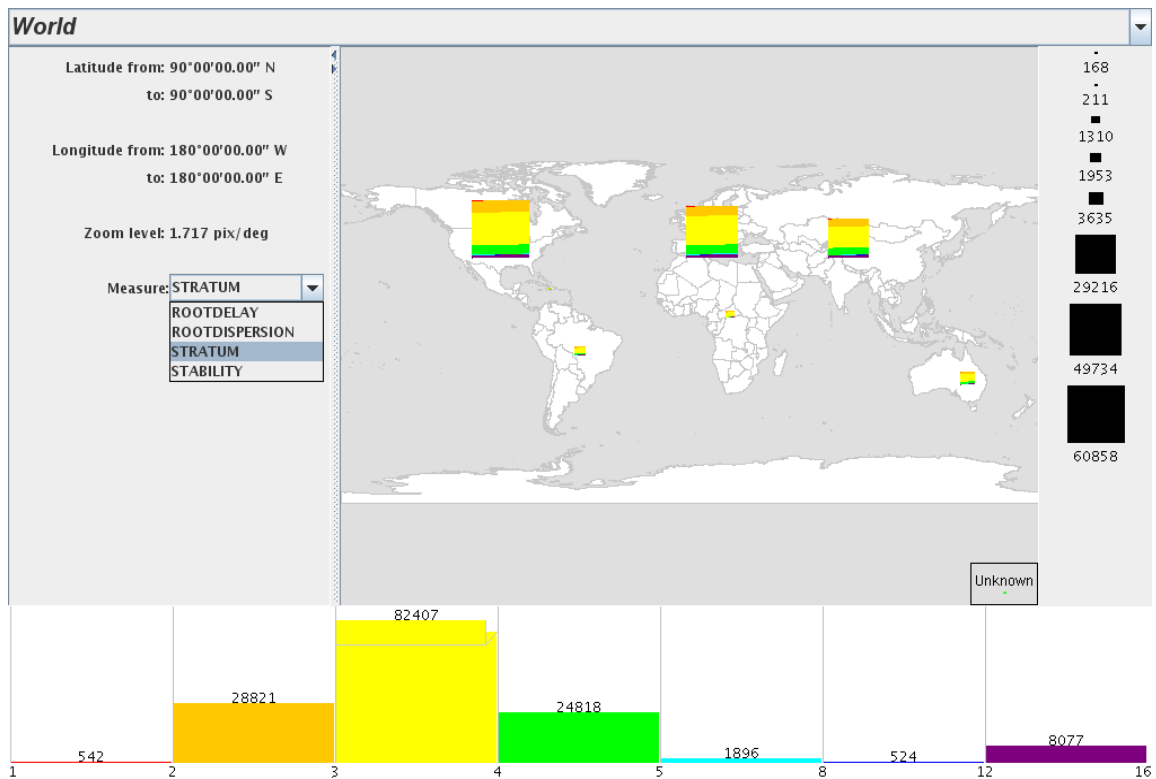 World
Latitude from: 90°00'00.00" N
to: 90°00'00.00" S
Longitude from: 180°00'00.00" W
to: 180°00'00.00" E
Zoom level: 1.717 pix/deg
Measure: STRATUM
ROOTDELAY
ROOTDISPERSION
STRATUM
STABILITY
168
211
1310
1953
3635
29216
49734
60858
Unknown
542
28821
82407
24818
1896
524
8077
1 2 3 4 5 8 12 16